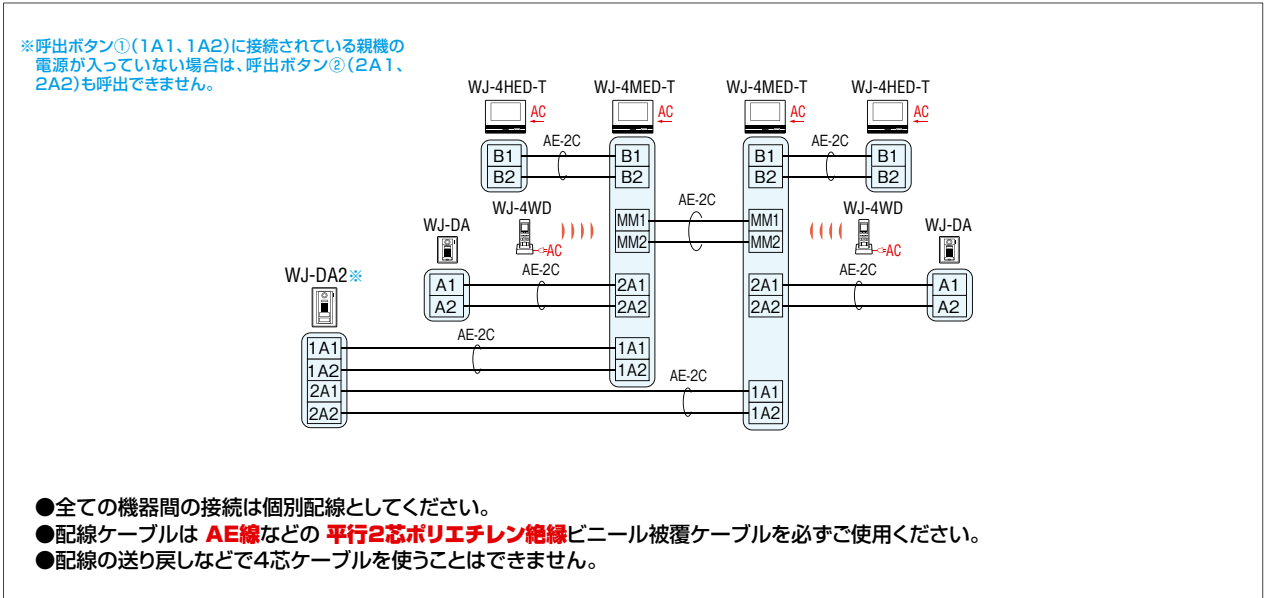 ※呼出ボタン①(1A1、1A2)に接続されている親機の
電源が入っていない場合は、呼出ボタン②(2A1、
2A2)も呼出できません。
WJ-4HED-T WJ-4MED-T WJ-4MED-T WJ-4HED-T
AC AC AC AC
AE-2C AE-2C
B1 B1 B1 B1
B2 B2 B2 B2
AE-2C
WJ-4WD WJ-4WD
WJ-DA MM1 MM1 WJ-DA
MM2 MM2
AC AC
AE-2C AE-2C
WJ-DA2※
A1 2A1 2A1 A1
A2 2A2 2A2 A2
AE-2C
1A1 1A1
1A2 1A2
AE-2C
2A1 1A1
2A2 1A2
●全ての機器間の接続は個別配線としてください。
●配線ケーブルは AE線などの 平行2芯ポリエチレン絶縁ビニール被覆ケーブルを必ずご使用ください。
●配線の送り戻しなどで4芯ケーブルを使うことはできません。